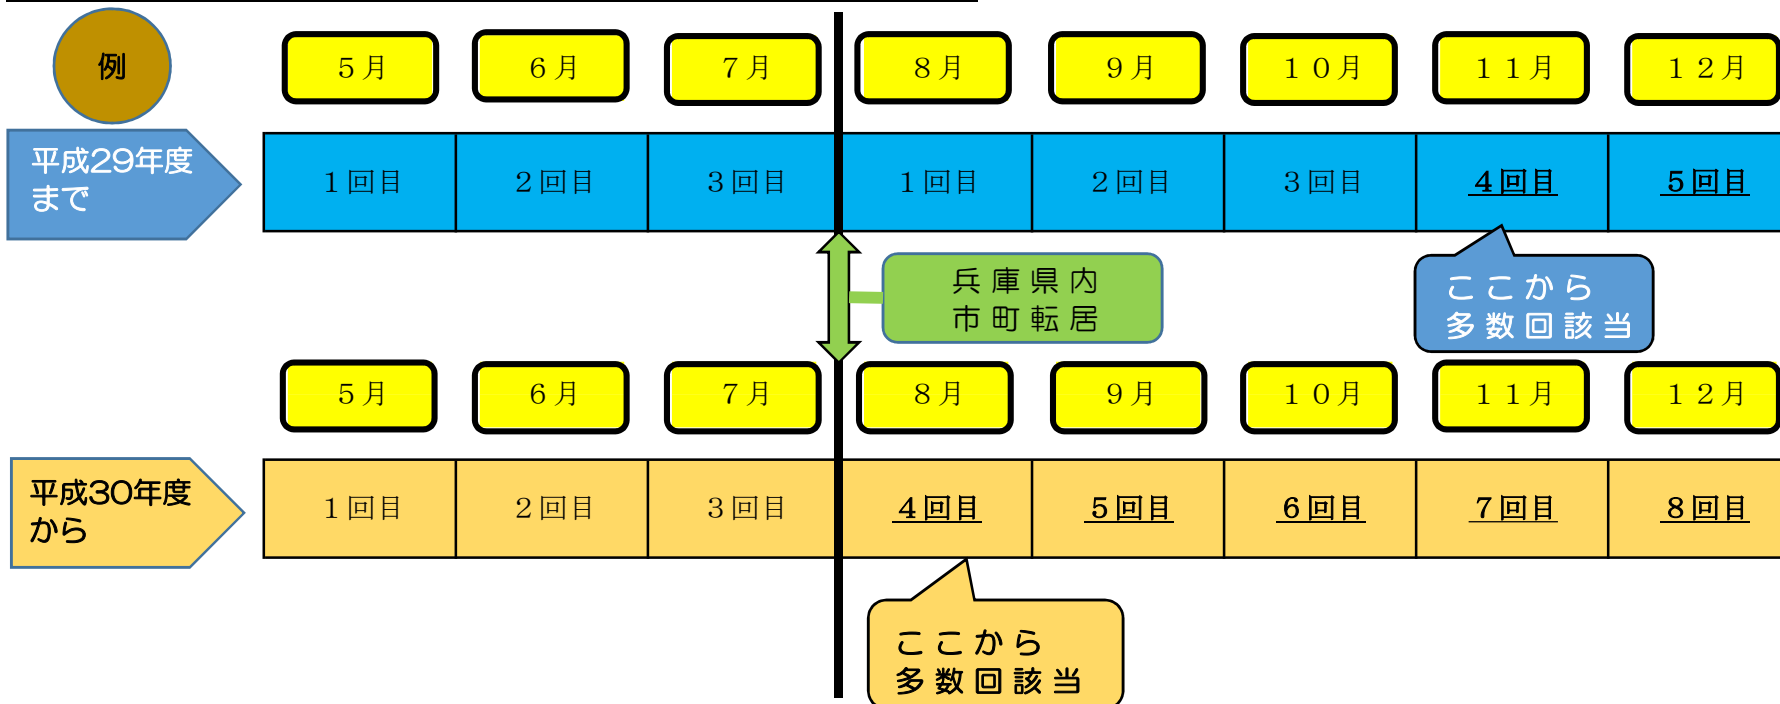 例
５月 ６月 ７月 ８月 ９月 １０月 １１月 １２月
平成29年度
まで
１回目 ２回目 ３回目 １回目 ２回目 ３回目 ４回目 ５回目
兵庫県内
市町転居
ここから
多数回該当
５月 ６月 ７月 ８月 ９月 １０月 １１月 １２月
平成30年度
から
１回目 ２回目 ３回目 ４回目 ５回目 ６回目 ７回目 ８回目
ここから
多数回該当